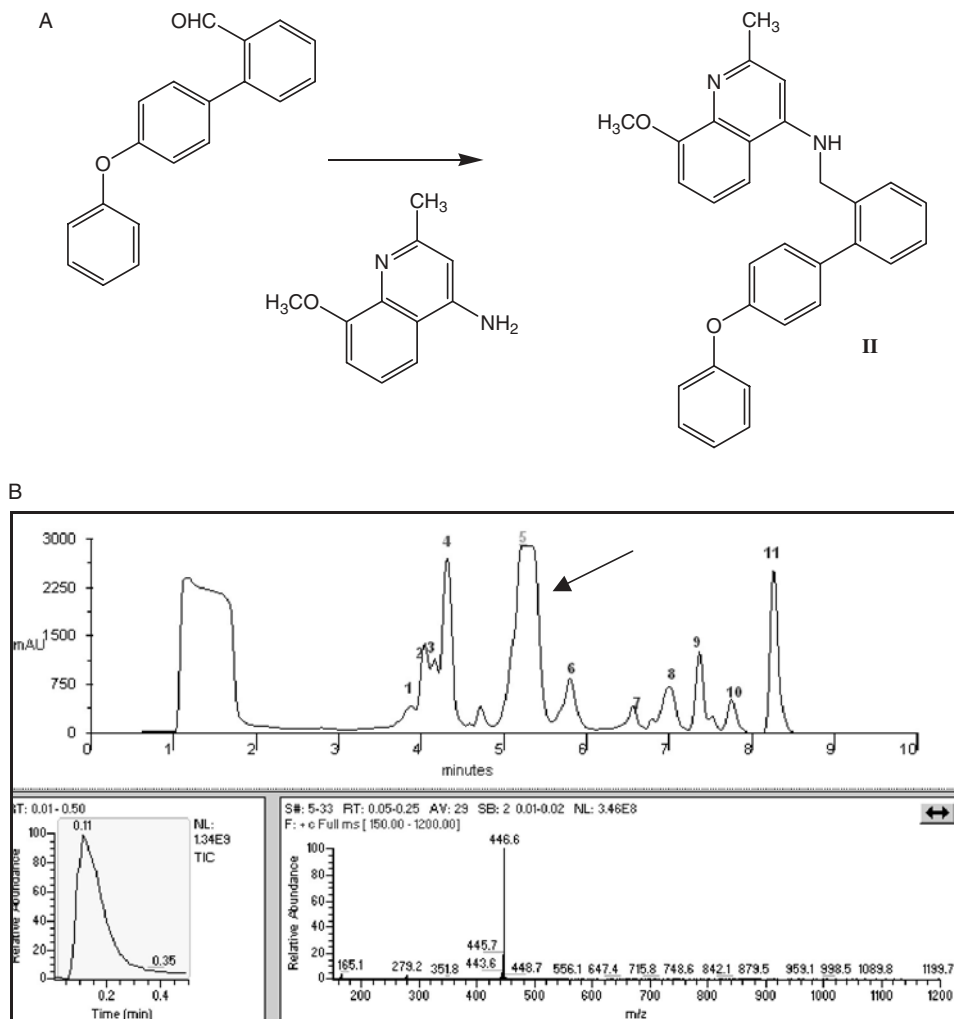 A
OHC
O
CH3
N
H3CO
NH2
CH3
N
H3CO
NH
O
II
B
3000
2250
1500
mAU
750
0
1 2 3 4 5 6 7 8 9 10 11
0 1 2 3 4 5 6 7 8 9 10
minutes
RT: 0.01 - 0.50
0.11
NL:
1.34E9
TIC
100
80
60
40
20
0
Relative Abundance
0.35
0.2 0.4
Time (min)
S#: 5-33 RT: 0.05-0.25 AV: 29 SB: 2 0.01-0.02 NL: 3.46E8
F: + c Full ms [ 150.00 - 1200.00]
446.6
100
80
60
40
20
0
Relative Abundance
445.7
165.1 279.2 351.8 443.6 448.7 556.1 647.4 715.8 748.6 842.1 879.5 959.1 998.5 1089.8 1199.7
200 300 400 500 600 700 800 900 1000 1100 1200
m/z